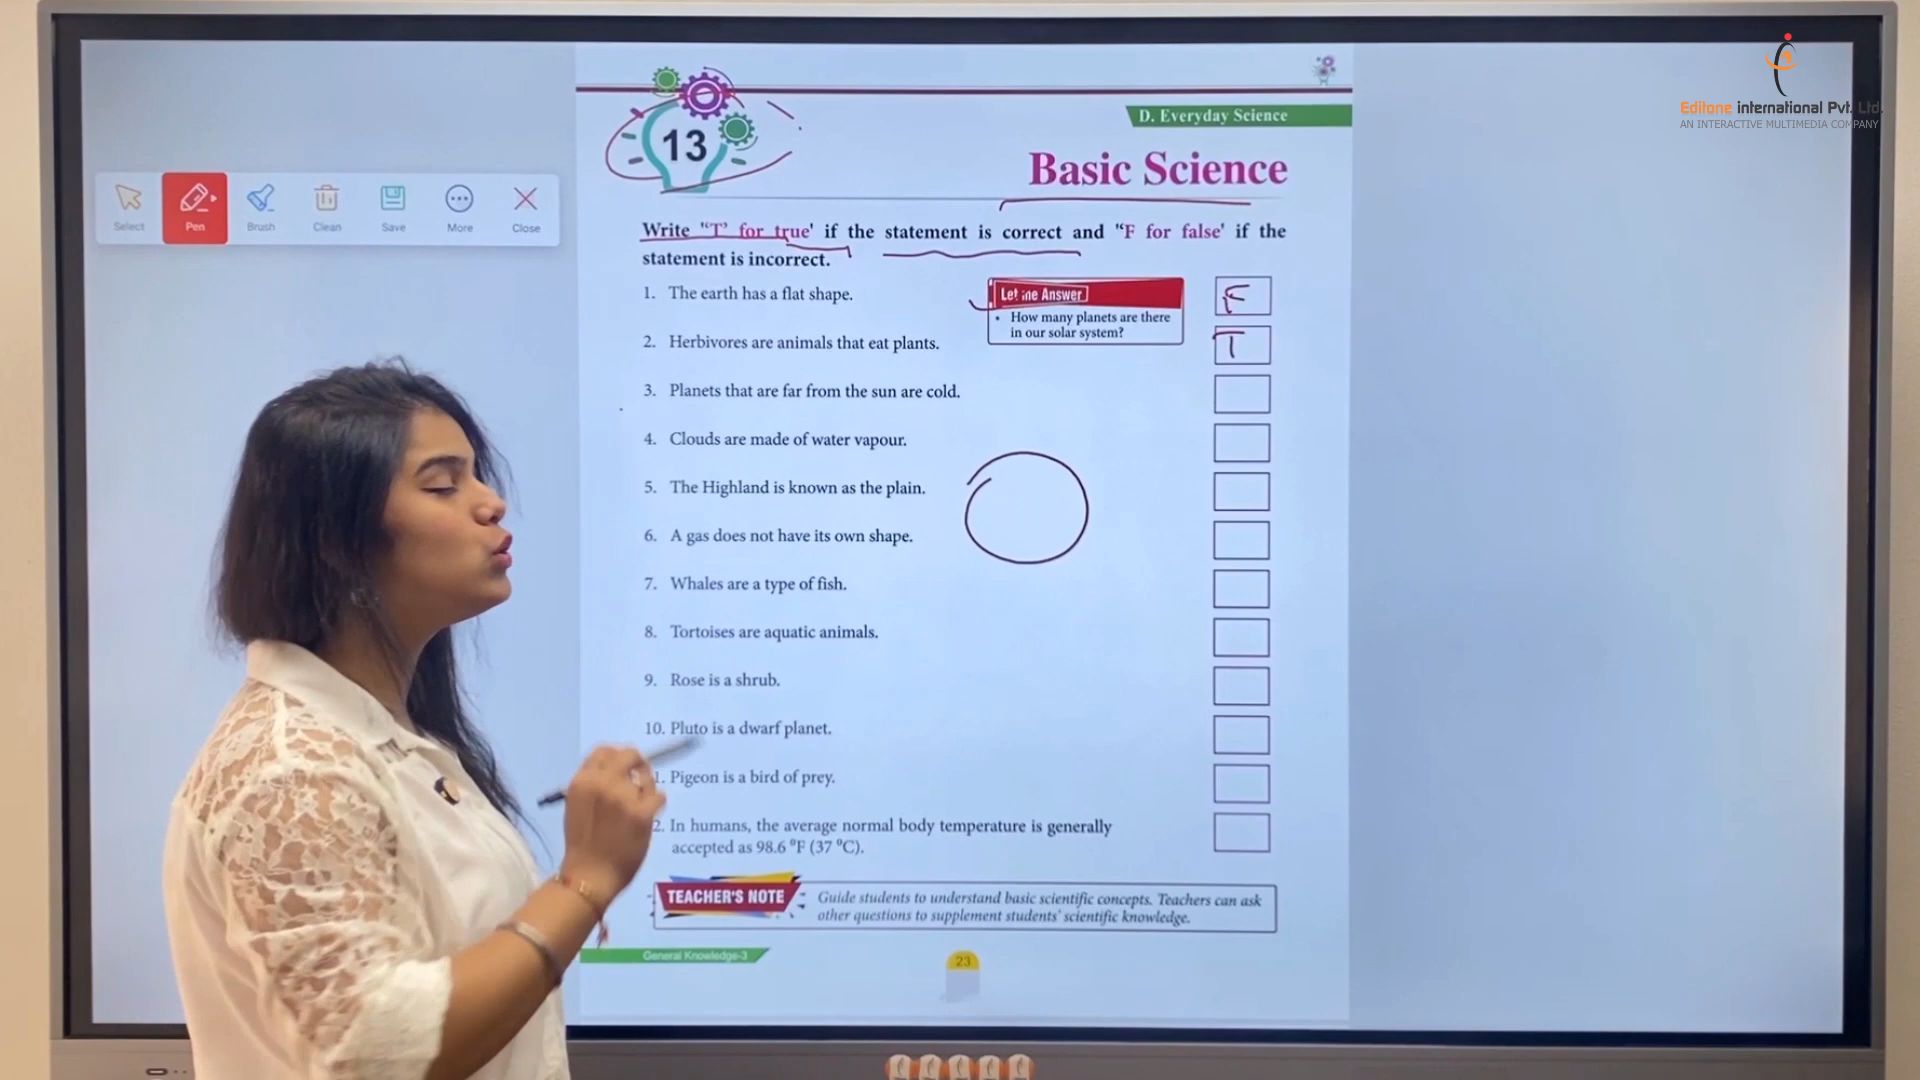 Editone international Pvt. Ltd.
AN INTERACTIVE MULTIMEDIA COMPANY
13
D. Everyday Science
Basic Science
Select
Pen
Brush
Clean
Save
More
Close
Write "T' for true' if the statement is correct and "F for false' if the
statement is incorrect.
1. The earth has a flat shape.
Let me Answer
• How many planets are there
in our solar system?
F
2. Herbivores are animals that eat plants.
T
3. Planets that are far from the sun are cold.
4. Clouds are made of water vapour.
5. The Highland is known as the plain.
6. A gas does not have its own shape.
7. Whales are a type of fish.
8. Tortoises are aquatic animals.
9. Rose is a shrub.
10. Pluto is a dwarf planet.
1. Pigeon is a bird of prey.
2. In humans, the average normal body temperature is generally
accepted as 98.6 ⁰F (37 ⁰C).
TEACHER'S NOTE
Guide students to understand basic scientific concepts. Teachers can ask
other questions to supplement students' scientific knowledge.
General Knowledge-3
23